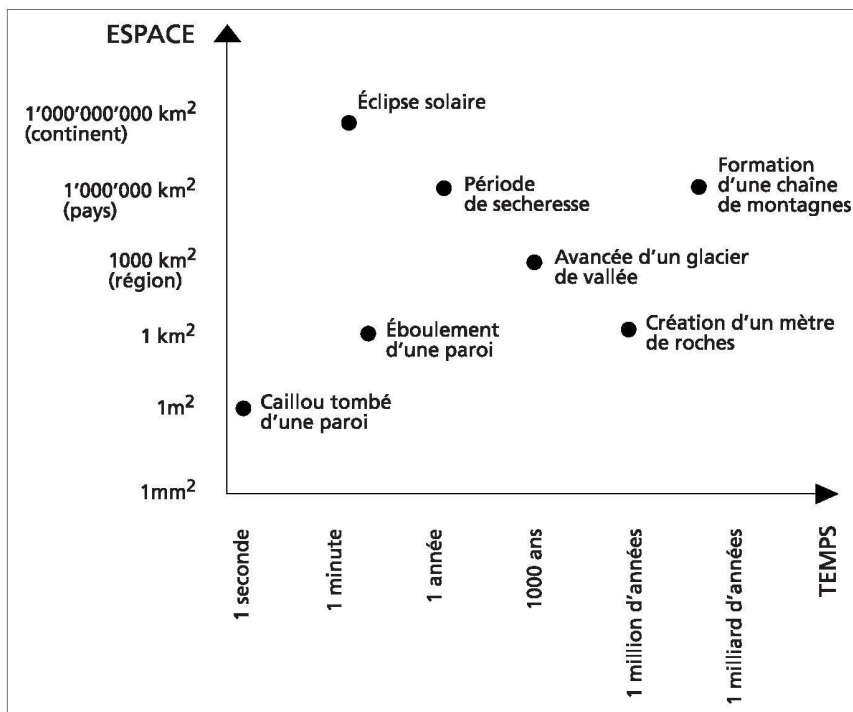 ESPACE
Éclipse solaire
1’000’000’000 km²
(continent)
1’000’000 km²
(pays)
Période
de secheresse
Formation
d’une chaîne
de montagnes
1000 km²
(région)
Avancée d’un glacier
de vallée
1 km²
Éboulement
d’une paroi
Création d’un mètre
de roches
1m²
Caillou tombé
d’une paroi
1mm²
1 seconde
1 minute
1 année
1000 ans
1 million d’années
1 milliard d’années
TEMPS